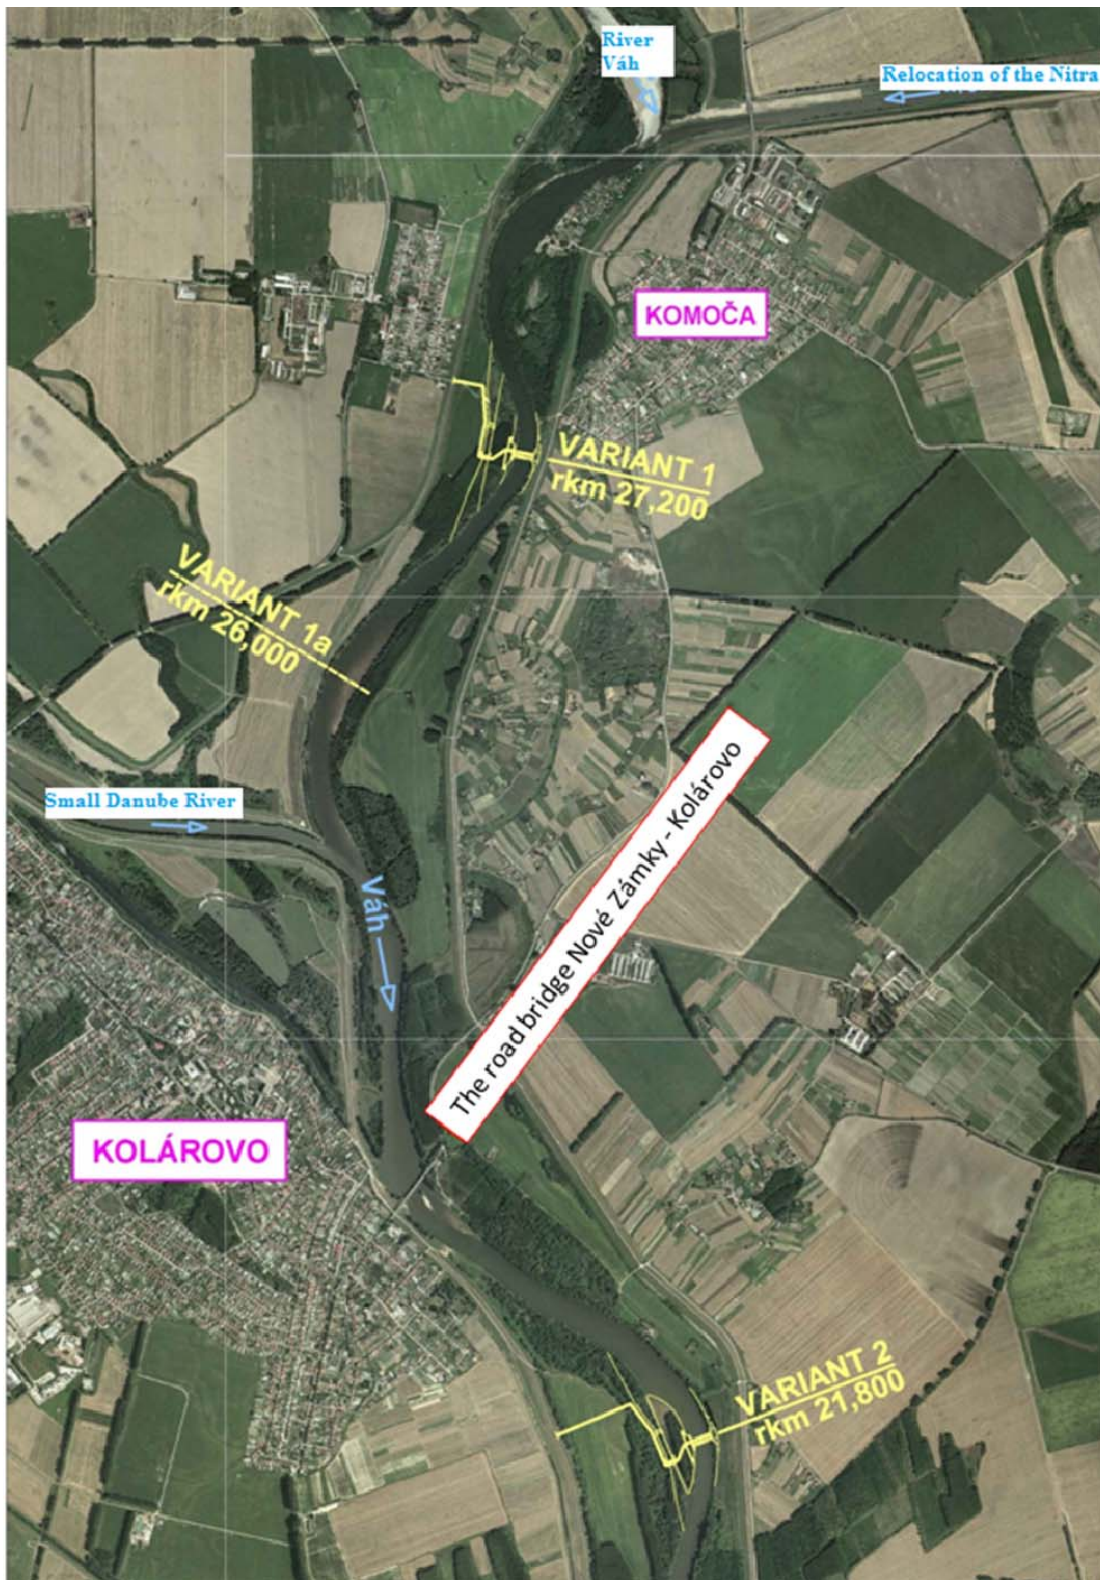 River
Váh
Relocation of the Nitra
KOMOČA
VARIANT 1
rkm 27,200
VARIANT 1a
rkm 26,000
Small Danube River
Váh
The road bridge Nové Zámky - Kolárovo
KOLÁROVO
VARIANT 2
rkm 21,800